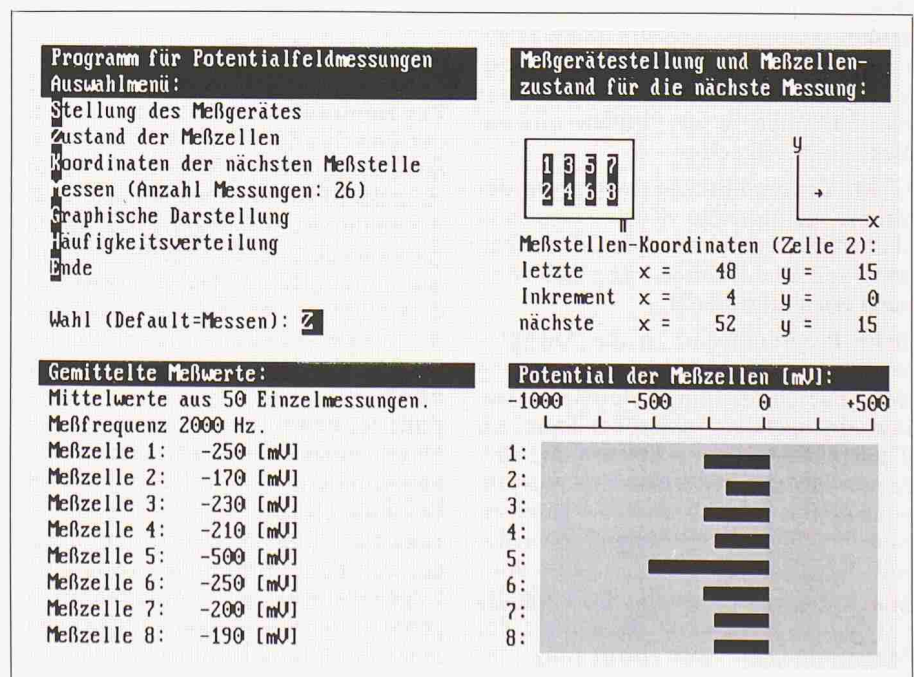 Programm für Potentialfeldmessungen
Auswahlmenü:
Stellung des Meßgerätes
Zustand der Meßzellen
Koordinaten der nächsten Meßstelle
Messen (Anzahl Messungen: 26)
Graphische Darstellung
Häufigkeitsverteilung
Ende
Wahl (Default=Messen): Z
Meßgerätestellung und Meßzellen-
zustand für die nächste Messung:
1 3 5 7
2 4 6 8
y
x
Meßstellen-Koordinaten (Zelle 2):
letzte x = 48 y = 15
Inkrement x = 4 y = 0
nächste x = 52 y = 15
Gemittelte Meßwerte:
Mittelwerte aus 50 Einzelmessungen.
Meßfrequenz 2000 Hz.
Meßzelle 1: -250 [mV]
Meßzelle 2: -170 [mV]
Meßzelle 3: -230 [mV]
Meßzelle 4: -210 [mV]
Meßzelle 5: -500 [mV]
Meßzelle 6: -250 [mV]
Meßzelle 7: -200 [mV]
Meßzelle 8: -190 [mV]
Potential der Meßzellen [mV]:
-1000 -500 0 +500
1:
2:
3:
4:
5:
6:
7:
8: